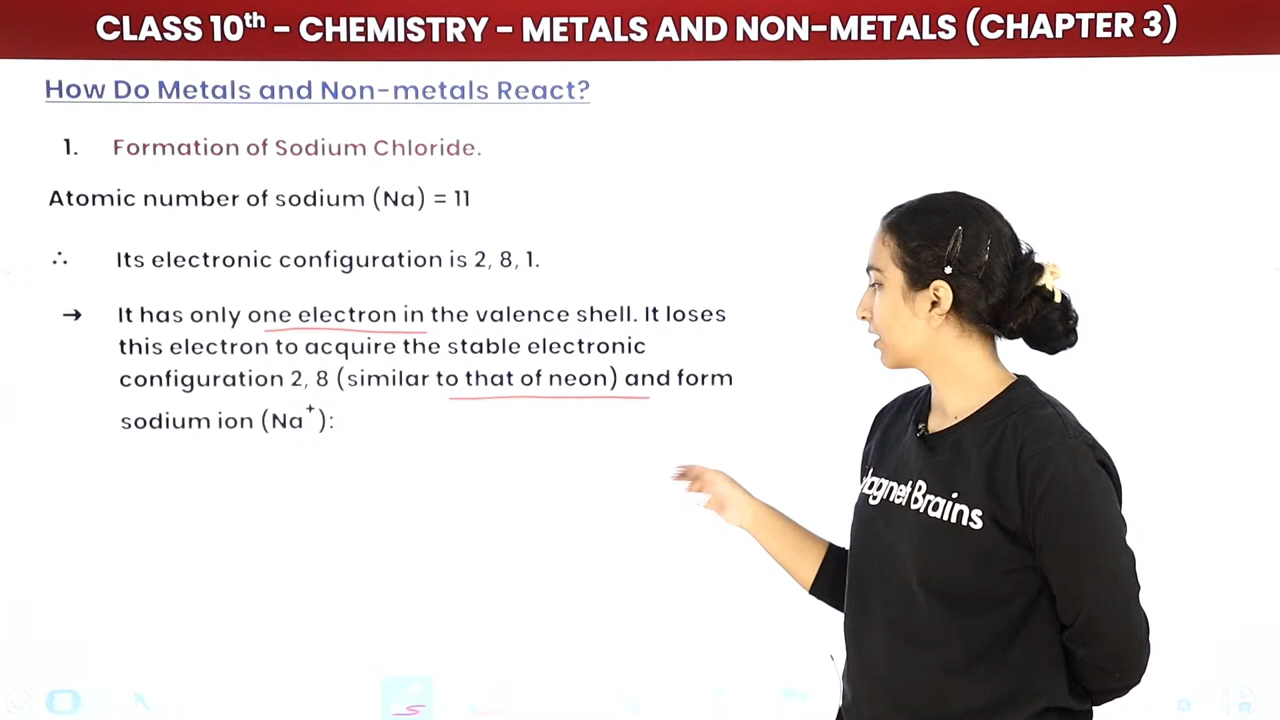 CLASS 10th - CHEMISTRY - METALS AND NON-METALS (CHAPTER 3)
How Do Metals and Non-metals React?
1. Formation of Sodium Chloride.
Atomic number of sodium (Na) = 11
∴ Its electronic configuration is 2, 8, 1.
→ It has only one electron in the valence shell. It loses
this electron to acquire the stable electronic
configuration 2, 8 (similar to that of neon) and form
sodium ion (Na⁺):
Magnet Brains